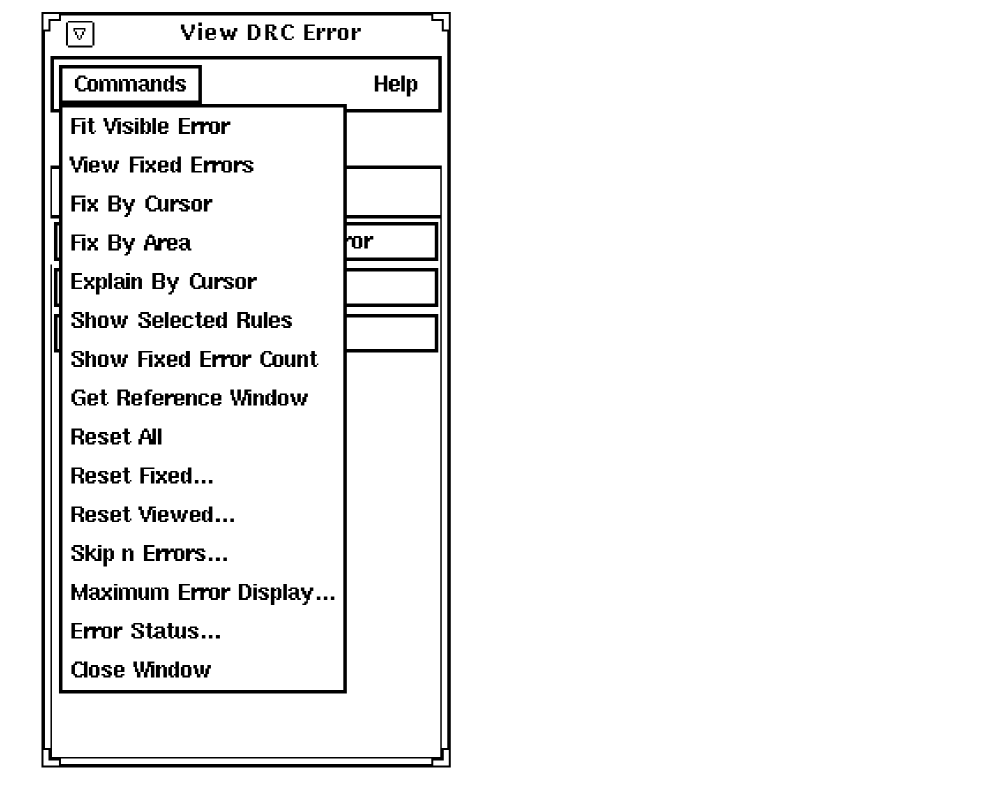 View DRC Error
Commands Help
Fit Visible Error
View Fixed Errors
Fix By Cursor
Fix By Area
Explain By Cursor
Show Selected Rules
Show Fixed Error Count
Get Reference Window
Reset All
Reset Fixed...
Reset Viewed...
Skip n Errors...
Maximum Error Display...
Error Status...
Close Window